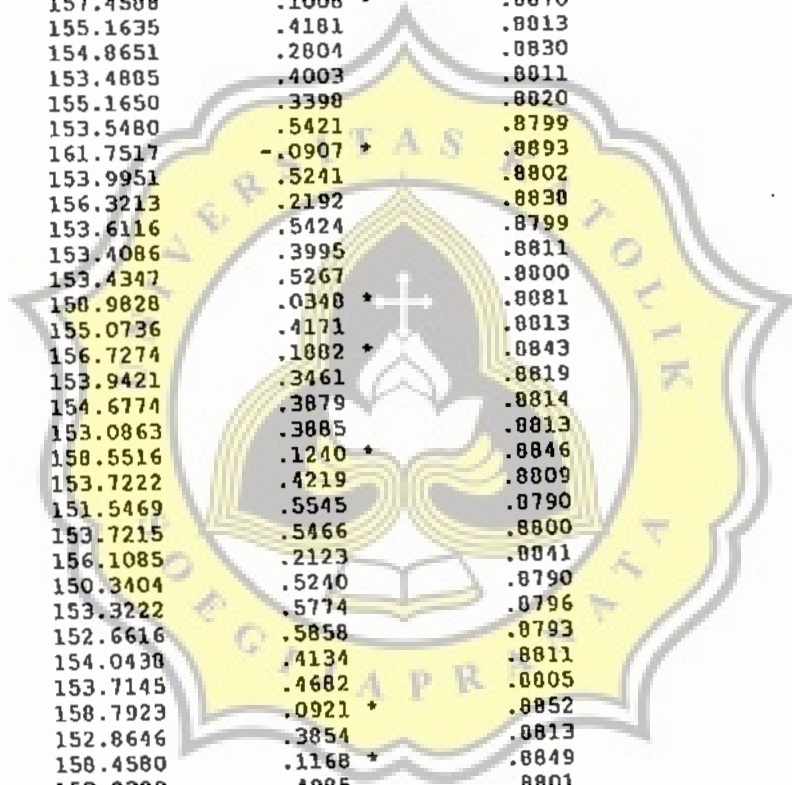 155.1635 .4181 .8813
154.8651 .2804 .8830
153.4885 .4003 .8811
155.1650 .3398 .8820
153.5480 .5421 .8799
161.7517 -.0907 * .8893
153.9951 .5241 .8802
156.3213 .2192 .8838
153.6116 .5424 .8799
153.4086 .3995 .8811
153.4347 .5267 .8800
158.9828 .0348 * .8881
155.0736 .4171 .8813
156.7274 .1882 * .8843
153.9421 .3461 .8819
154.6774 .3879 .8814
153.0863 .3885 .8813
158.5516 .1240 * .8846
153.7222 .4219 .8809
151.5469 .5545 .8790
153.7215 .5466 .8800
156.1085 .2123 .8841
150.3404 .5240 .8790
153.3222 .5774 .8796
152.6616 .5858 .8793
154.0438 .4134 .8811
153.7145 .4682 .8805
158.7923 .0921 * .8852
152.8646 .3854 .8813
158.4580 .1168 * .8849
.8801
UNIVERSITAS KATOLIK
SOEGIJAPRANATA